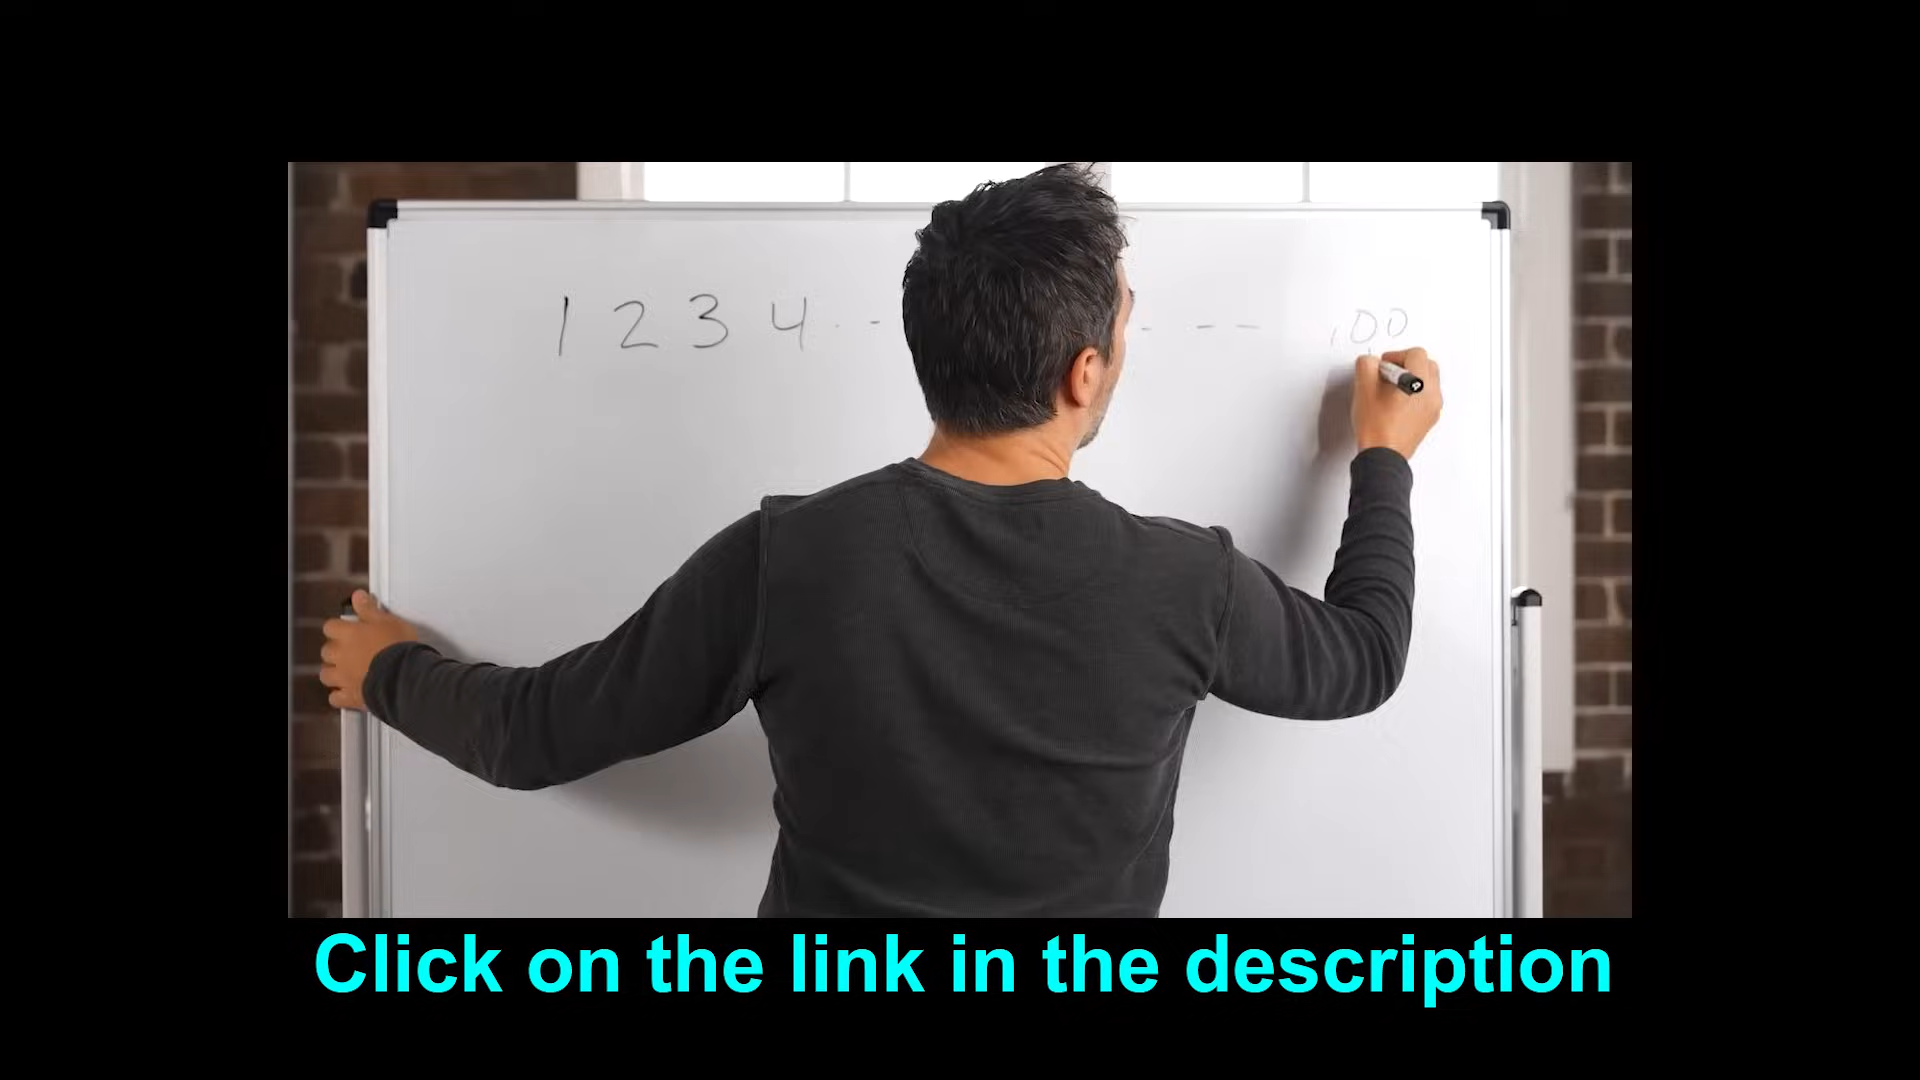 1 2 3 4 - - - - - 100
Click on the link in the description